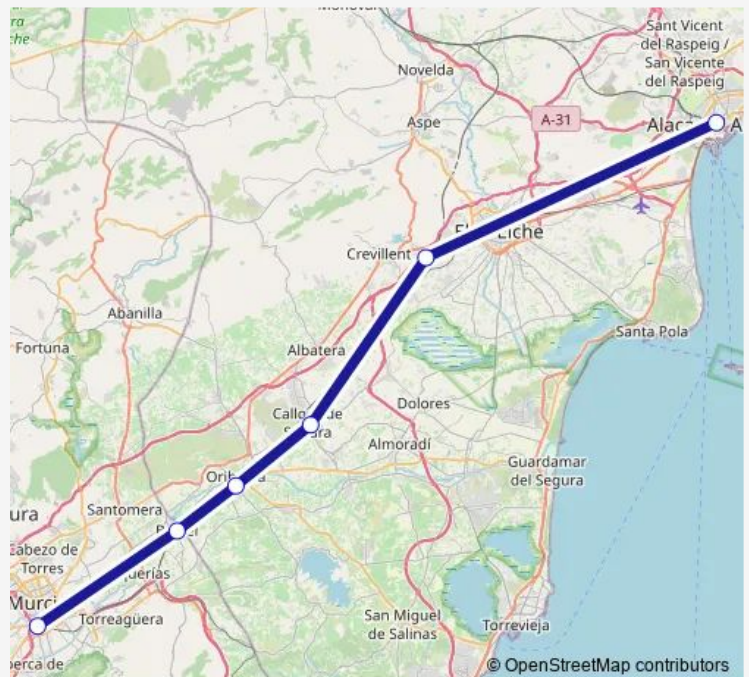 Sant Vicent
del Raspeig /
San Vicente
del Raspeig
Novelda
Aspe
A-31
Crevillent
Abanilla
Fortuna
Santa Pola
Albatera
Dolores
Almoradí
Guardamar
del Segura
Santomera
Cabezo de
Torres
Torreagüera
San Miguel
de Salinas
Torrevieja
© OpenStreetMap contributors